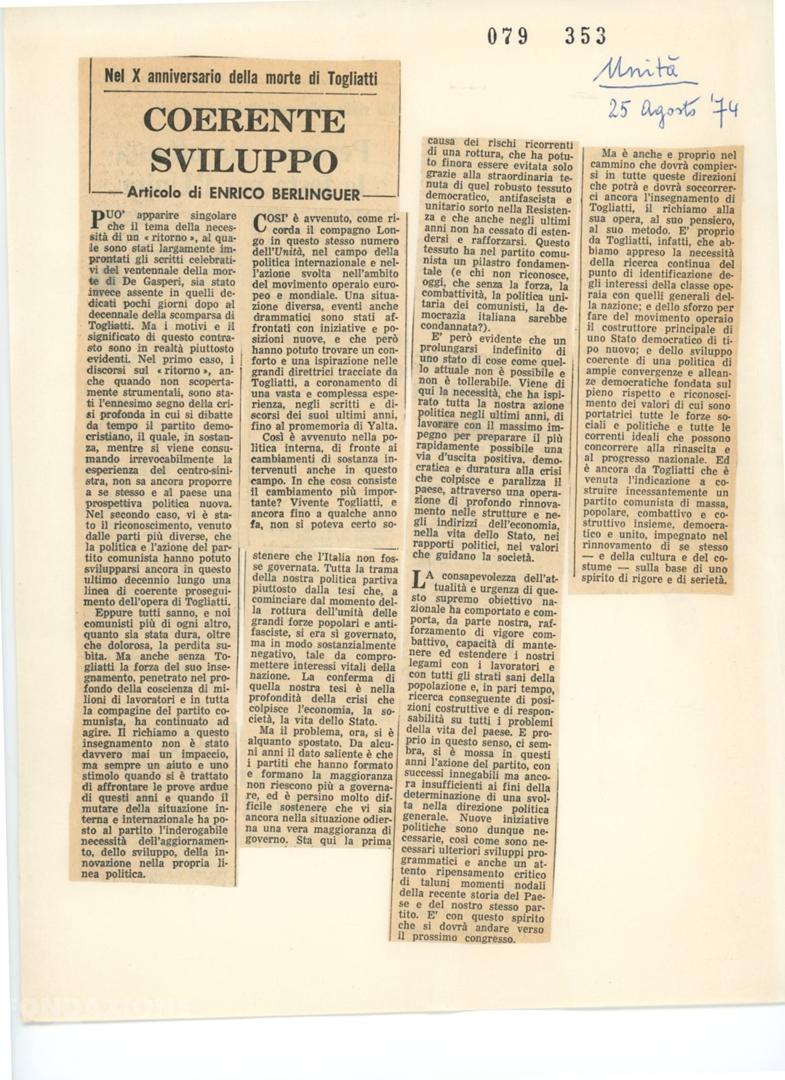 079 353
Unità
25 Agosto '74
Nel X anniversario della morte di Togliatti
COERENTE
SVILUPPO
Articolo di ENRICO BERLINGUER
PUO' apparire singolare
che il tema della neces-
sità di un « ritorno », al qua-
le sono stati largamente im-
prontati gli scritti celebrati-
vi del ventennale della mor-
te di De Gasperi, sia stato
invece assente in quelli de-
dicati pochi giorni dopo al
decennale della scomparsa di
Togliatti. Ma i motivi e il
significato di questo contra-
sto sono in realtà piuttosto
evidenti. Nel primo caso, i
discorsi sul « ritorno », an-
che quando non scoperta-
mente strumentali, sono sta-
ti l'ennesimo segno della cri-
si profonda in cui si dibatte
da tempo il partito demo-
cristiano, il quale, in sostan-
za, mentre si viene consu-
mando irrevocabilmente la
esperienza del centro-sini-
stra, non sa ancora proporre
a se stesso e al paese una
prospettiva politica nuova.
Nel secondo caso, vi è sta-
to il riconoscimento, venuto
dalle parti più diverse, che
la politica e l'azione del par-
tito comunista hanno potuto
svilupparsi ancora in questo
ultimo decennio lungo una
linea di coerente prosegui-
mento dell'opera di Togliatti.
Eppure tutti sanno, e noi
comunisti più di ogni altro,
quanto sia stata dura, oltre
che dolorosa, la perdita su-
bita. Ma anche senza To-
gliatti la forza del suo inse-
gnamento, penetrato nel pro-
fondo della coscienza di mi-
lioni di lavoratori e in tutta
la compagine del partito co-
munista, ha continuato ad
agire. Il richiamo a questo
insegnamento non è stato
davvero mai un impaccio,
ma sempre un aiuto e uno
stimolo quando si è trattato
di affrontare le prove ardue
di questi anni e quando il
mutare della situazione in-
terna e internazionale ha po-
sto al partito l'inderogabile
necessità dell'aggiornamen-
to, dello sviluppo, della in-
novazione nella propria li-
nea politica.
COSI' è avvenuto, come ri-
corda il compagno Lon-
go in questo stesso numero
dell'Unità, nel campo della
politica internazionale e nel-
l'azione svolta nell'ambito
del movimento operaio euro-
peo e mondiale. Una situa-
zione diversa, eventi anche
drammatici sono stati af-
frontati con iniziative e po-
sizioni nuove, e che però
hanno potuto trovare un con-
forto e una ispirazione nelle
grandi direttrici tracciate da
Togliatti, a coronamento di
una vasta e complessa espe-
rienza, negli scritti e di-
scorsi dei suoi ultimi anni,
fino al promemoria di Yalta.
Così è avvenuto nella po-
litica interna, di fronte ai
cambiamenti di sostanza in-
tervenuti anche in questo
campo. In che cosa consiste
il cambiamento più impor-
tante? Vivente Togliatti, e
ancora fino a qualche anno
fa, non si poteva certo so-
stenere che l'Italia non fos-
se governata. Tutta la trama
della nostra politica partiva
piuttosto dalla tesi che, a
cominciare dal momento del-
la rottura dell'unità delle
grandi forze popolari e anti-
fasciste, si era sì governato,
ma in modo sostanzialmente
negativo, tale da compro-
mettere interessi vitali della
nazione. La conferma di
quella nostra tesi è nella
profondità della crisi che
colpisce l'economia, la so-
cietà, la vita dello Stato.
Ma il problema, ora, si è
alquanto spostato. Da alcu-
ni anni il dato saliente è che
i partiti che hanno formato
e formano la maggioranza
non riescono più a governa-
re, ed è persino molto dif-
ficile sostenere che vi sia
ancora nella situazione odier-
na una vera maggioranza di
governo. Sta qui la prima
causa dei rischi ricorrenti
di una rottura, che ha potu-
to finora essere evitata solo
grazie alla straordinaria te-
nuta di quel robusto tessuto
democratico, antifascista e
unitario sorto nella Resisten-
za e che anche negli ultimi
anni non ha cessato di esten-
dersi e rafforzarsi. Questo
tessuto ha nel partito comu-
nista un pilastro fondamen-
tale (e chi non riconosce,
oggi, che senza la forza, la
combattività, la politica uni-
taria dei comunisti, la de-
mocrazia italiana sarebbe
condannata?).
E' però evidente che un
prolungarsi indefinito di
uno stato di cose come quel-
lo attuale non è possibile e
non è tollerabile. Viene di
qui la necessità, che ha ispi-
rato tutta la nostra azione
politica negli ultimi anni, di
lavorare con il massimo im-
pegno per preparare il più
rapidamente possibile una
via d'uscita positiva, demo-
cratica e duratura alla crisi
che colpisce e paralizza il
paese, attraverso una opera-
zione di profondo rinnova-
mento nelle strutture e ne-
gli indirizzi dell'economia,
nella vita dello Stato, nei
rapporti politici, nei valori
che guidano la società.
LA consapevolezza dell'at-
tualità e urgenza di que-
sto supremo obiettivo na-
zionale ha comportato e com-
porta, da parte nostra, raf-
forzamento di vigore com-
battivo, capacità di mante-
nere ed estendere i nostri
legami con i lavoratori e
con tutti gli strati sani della
popolazione e, in pari tempo,
ricerca conseguente di po-
sizioni costruttive e di respon-
sabilità su tutti i problemi
della vita del paese. E pro-
prio in questo senso, ci sem-
bra, si è mossa in questi
anni l'azione del partito, con
successi innegabili ma anco-
ra insufficienti ai fini della
determinazione di una svol-
ta nella direzione politica
generale. Nuove iniziative
politiche sono dunque ne-
cessarie, così come sono ne-
cessari ulteriori sviluppi pro-
grammatici e anche un at-
tento ripensamento critico
di taluni momenti nodali
della recente storia del Pae-
se e del nostro stesso par-
tito. E' con questo spirito
che si dovrà andare verso
il prossimo congresso.
Ma è anche e proprio nel
cammino che dovrà compier-
si in tutte queste direzioni
che potrà e dovrà soccorrer-
ci ancora l'insegnamento di
Togliatti, il richiamo alla
sua opera, al suo pensiero,
al suo metodo. E' proprio
da Togliatti, infatti, che ab-
biamo appreso la necessità
della ricerca continua del
punto di identificazione de-
gli interessi della classe ope-
raia con quelli generali del-
la nazione; e dello sforzo per
fare del movimento operaio
il costruttore principale di
uno Stato democratico di ti-
po nuovo; e dello sviluppo
coerente di una politica di
ampie convergenze e allean-
ze democratiche fondata sul
pieno rispetto e riconosci-
mento dei valori di cui sono
portatrici tutte le forze so-
ciali e politiche e tutte le
correnti ideali che possono
concorrere alla rinascita e
al progresso nazionale. Ed
è ancora da Togliatti che è
venuta l'indicazione a co-
struire incessantemente un
partito comunista di massa,
popolare, combattivo e co-
struttivo insieme, democra-
tico e unito, impegnato nel
rinnovamento di se stesso
— e della cultura e del co-
stume — sulla base di uno
spirito di rigore e di serietà.
FONDAZIONE